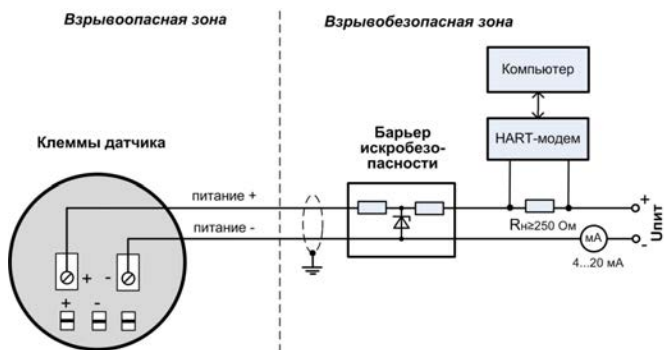 Взрывоопасная зона
Взрывобезопасная зона
Компьютер
HART-модем
Клеммы датчика
Барьер
искробезо-
пасности
питание +
питание -
Rн≥250 Ом
+
-
Uпит
мА
4...20 мА
+
-
+
-